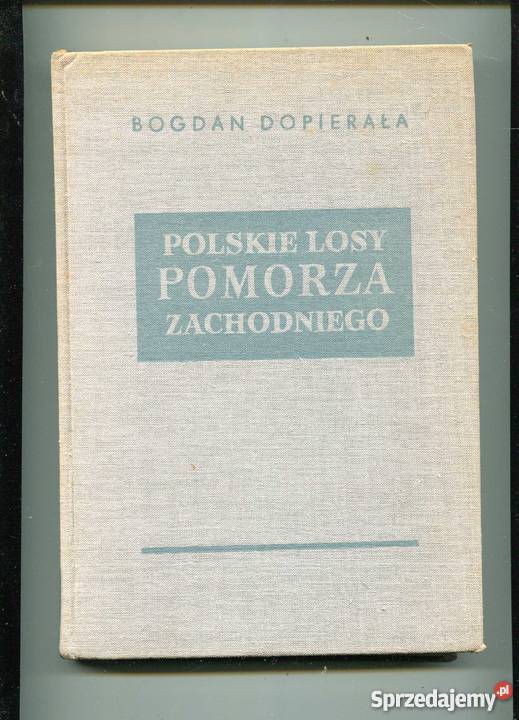 BOGDAN DOPIERAŁA
POLSKIE LOSY
POMORZA
ZACHODNIEGO
Sprzedajemy.pl